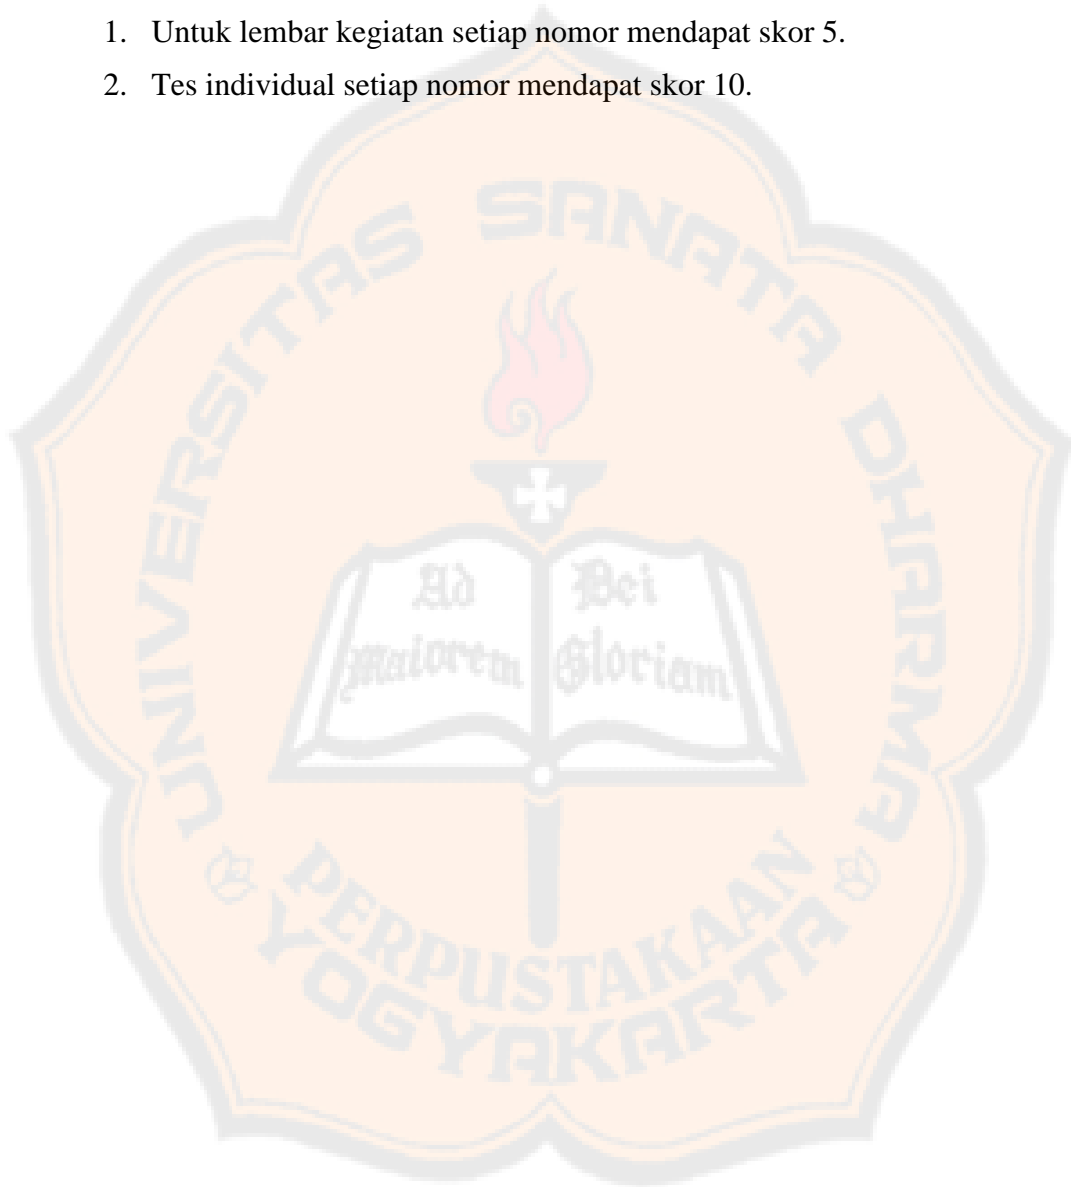 1. Untuk lembar kegiatan setiap nomor mendapat skor 5.
2. Tes individual setiap nomor mendapat skor 10.
UNIVERSITAS SANATA DHARMA
Ad
maiorem
Dei
Gloriam
PERPUSTAKAAN
YOGYAKARTA